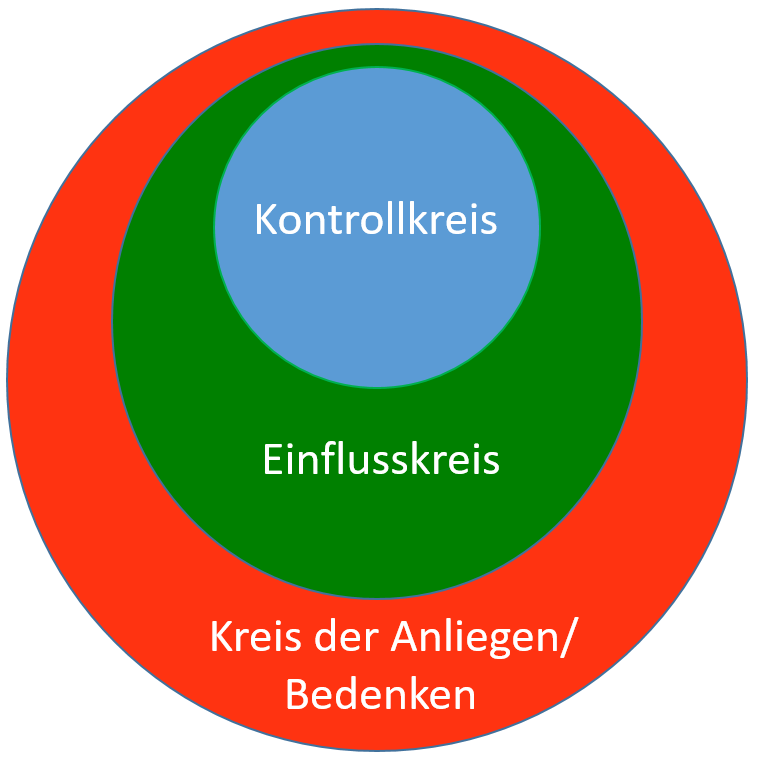 Kontrollkreis
Einflusskreis
Kreis der Anliegen/
Bedenken